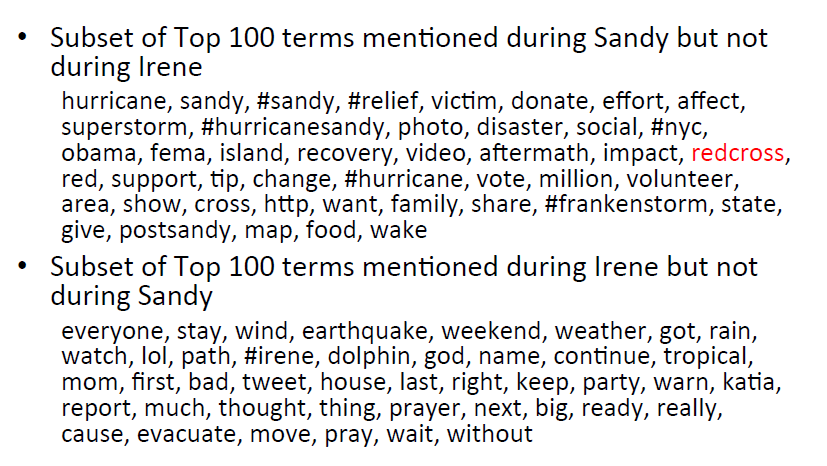 • Subset of Top 100 terms mentioned during Sandy but not
during Irene
hurricane, sandy, #sandy, #relief, victim, donate, effort, affect,
superstorm, #hurricanesandy, photo, disaster, social, #nyc,
obama, fema, island, recovery, video, aftermath, impact, redcross,
red, support, tip, change, #hurricane, vote, million, volunteer,
area, show, cross, http, want, family, share, #frankenstorm, state,
give, postsandy, map, food, wake
• Subset of Top 100 terms mentioned during Irene but not
during Sandy
everyone, stay, wind, earthquake, weekend, weather, got, rain,
watch, lol, path, #irene, dolphin, god, name, continue, tropical,
mom, first, bad, tweet, house, last, right, keep, party, warn, katia,
report, much, thought, thing, prayer, next, big, ready, really,
cause, evacuate, move, pray, wait, without